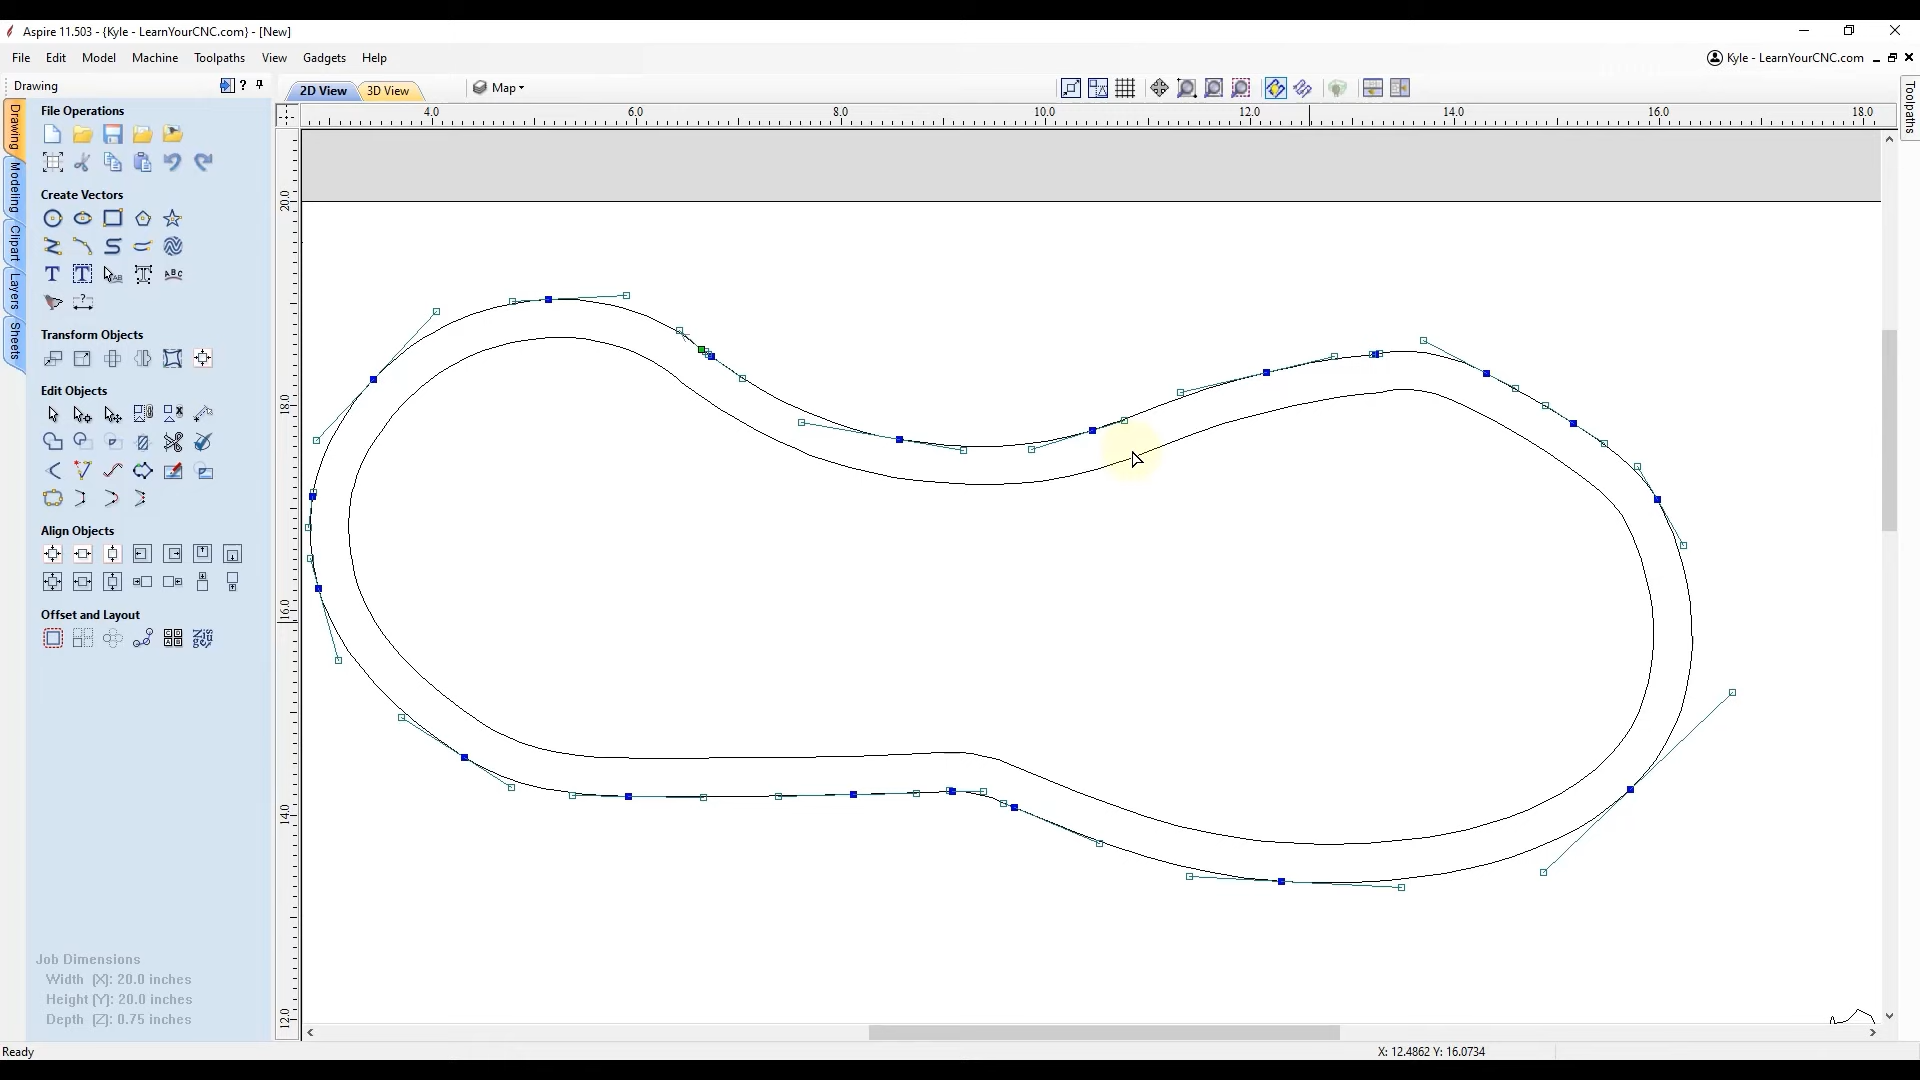 Aspire 11.503 - {Kyle - LearnYourCNC.com} - [New]
File Edit Model Machine Toolpaths View Gadgets Help
Kyle - LearnYourCNC.com
Drawing
?
2D View
3D View
Map
Toolpaths
Drawing
Modeling
Clipart
Layers
Sheets
File Operations
Create Vectors
Transform Objects
Edit Objects
Align Objects
Offset and Layout
Job Dimensions
Width (X): 20.0 inches
Height (Y): 20.0 inches
Depth (Z): 0.75 inches
4.0 6.0 8.0 10.0 12.0 14.0 16.0 18.0
20.0
18.0
16.0
14.0
12.0
Ready
X: 12.4862 Y: 16.0734